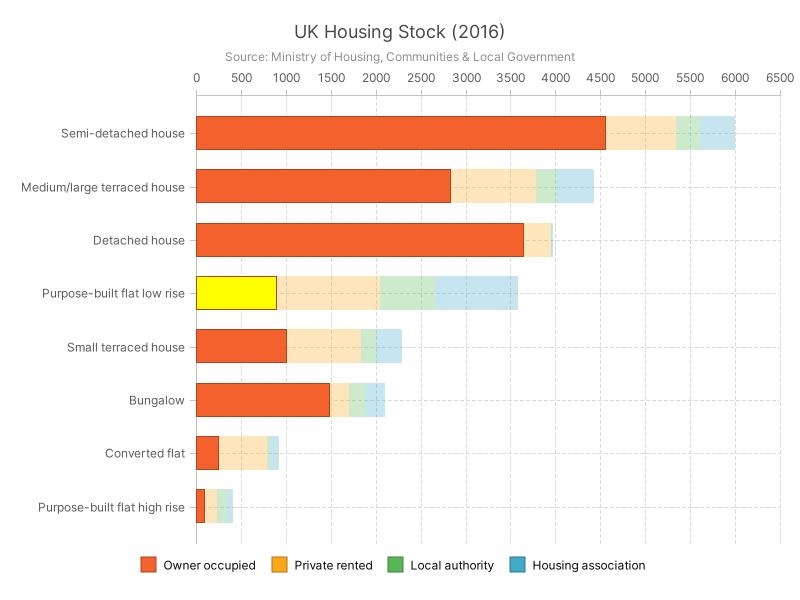 UK Housing Stock (2016)
Source: Ministry of Housing, Communities & Local Government
0 500 1000 1500 2000 2500 3000 3500 4000 4500 5000 5500 6000 6500
Semi-detached house
Medium/large terraced house
Detached house
Purpose-built flat low rise
Small terraced house
Bungalow
Converted flat
Purpose-built flat high rise
Owner occupied Private rented Local authority Housing association